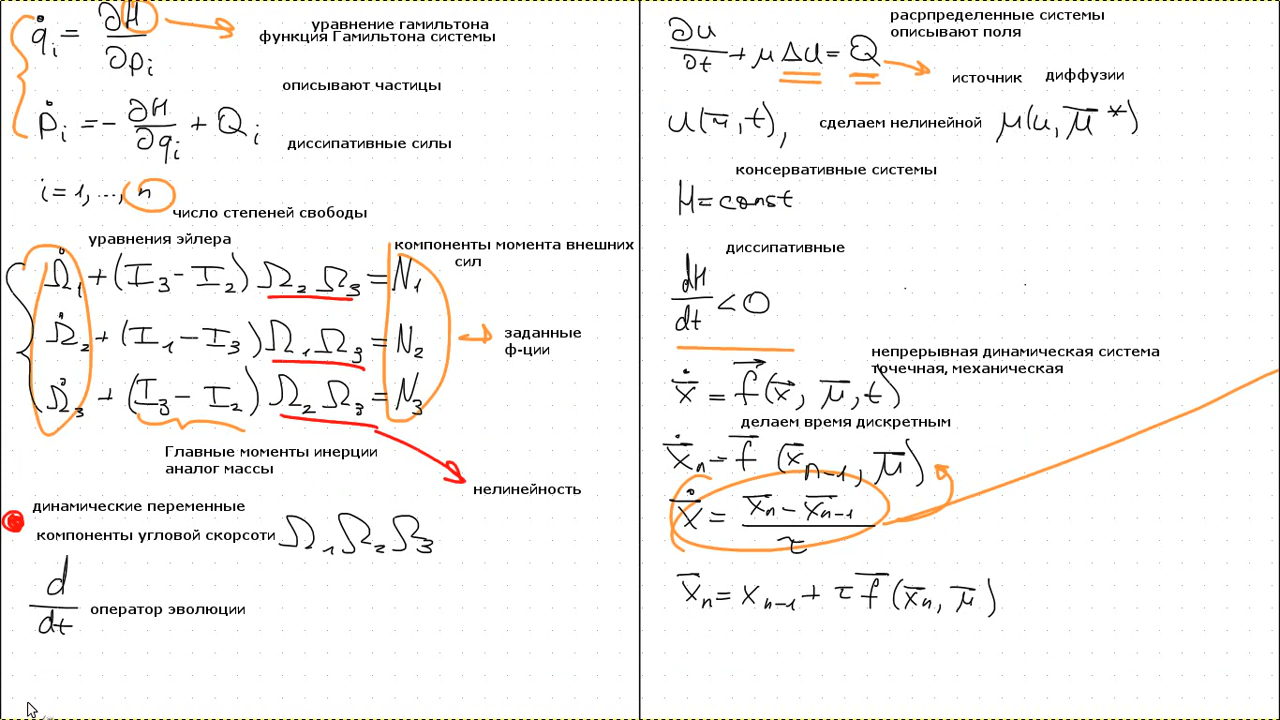 q̇ᵢ = ∂H/∂pᵢ
уравнение гамильтона
функция Гамильтона системы
описывают частицы
ṗᵢ = − ∂H/∂qᵢ + Qᵢ
диссипативные силы
i = 1, ..., n
число степеней свободы
уравнения эйлера
компоненты момента внешних
сил
Ω̇₁ + (I₃ − I₂) Ω₂ Ω₃ = N₁
Ω̇₂ + (I₁ − I₃) Ω₁ Ω₃ = N₂
заданные
ф-ции
Ω̇₃ + (I₃ − I₂) Ω₂ Ω₃ = N₃
Главные моменты инерции
аналог массы
нелинейность
динамические переменные
компоненты угловой скорсоти Ω₁ Ω₂ Ω₃
d/dt оператор эволюции
расрпределенные системы
описывают поля
∂u/∂t + μ Δu = Q
источник диффузии
u(r̄, t), сделаем нелинейной μ(u, μ̄*)
консервативные системы
H = const
диссипативные
dH/dt < 0
непрерывная динамическая система
точечная, механическая
ẋ̄ = f⃗(x⃗, μ̄, t)
делаем время дискретным
ẋ̄ₙ = f̄ (x̄ₙ₋₁, μ̄)
ẋ̄ = (x̄ₙ − x̄ₙ₋₁)/τ
x̄ₙ = xₙ₋₁ + τ f̄ (x̄ₙ, μ̄)